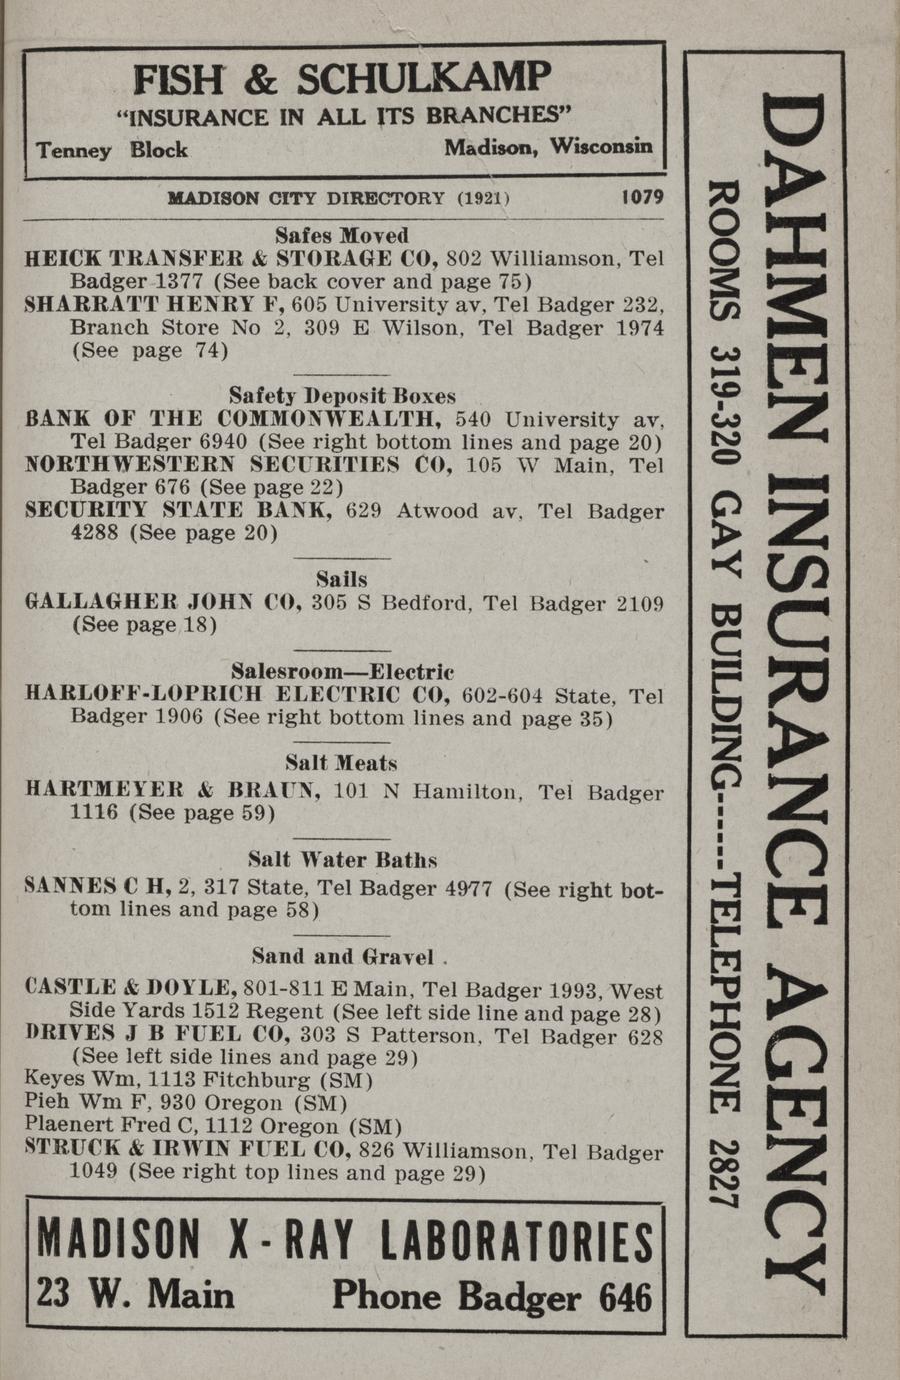 FISH & SCHULKAMP
“INSURANCE IN ALL ITS BRANCHES”
Tenney Block Madison, Wisconsin
MADISON CITY DIRECTORY (1921) 1079
Safes Moved
HEICK TRANSFER & STORAGE CO, 802 Williamson, Tel
Badger 1377 (See back cover and page 75)
SHARRATT HENRY F, 605 University av, Tel Badger 232,
Branch Store No 2, 309 E Wilson, Tel Badger 1974
(See page 74)
Safety Deposit Boxes
BANK OF THE COMMONWEALTH, 540 University av,
Tel Badger 6940 (See right bottom lines and page 20)
NORTHWESTERN SECURITIES CO, 105 W Main, Tel
Badger 676 (See page 22)
SECURITY STATE BANK, 629 Atwood av, Tel Badger
4288 (See page 20)
Sails
GALLAGHER JOHN CO, 305 S Bedford, Tel Badger 2109
(See page 18)
Salesroom—Electric
HARLOFF-LOPRICH ELECTRIC CO, 602-604 State, Tel
Badger 1906 (See right bottom lines and page 35)
Salt Meats
HARTMEYER & BRAUN, 101 N Hamilton, Tel Badger
1116 (See page 59)
Salt Water Baths
SANNES C H, 2, 317 State, Tel Badger 4977 (See right bot-
tom lines and page 58)
Sand and Gravel
CASTLE & DOYLE, 801-811 E Main, Tel Badger 1993, West
Side Yards 1512 Regent (See left side line and page 28)
DRIVES J B FUEL CO, 303 S Patterson, Tel Badger 628
(See left side lines and page 29)
Keyes Wm, 1113 Fitchburg (SM)
Pieh Wm F, 930 Oregon (SM)
Plaenert Fred C, 1112 Oregon (SM)
STRUCK & IRWIN FUEL CO, 826 Williamson, Tel Badger
1049 (See right top lines and page 29)
MADISON X-RAY LABORATORIES
23 W. Main Phone Badger 646
DAHMEN INSURANCE AGENCY
ROOMS 319-320 GAY BUILDING------TELEPHONE 2827